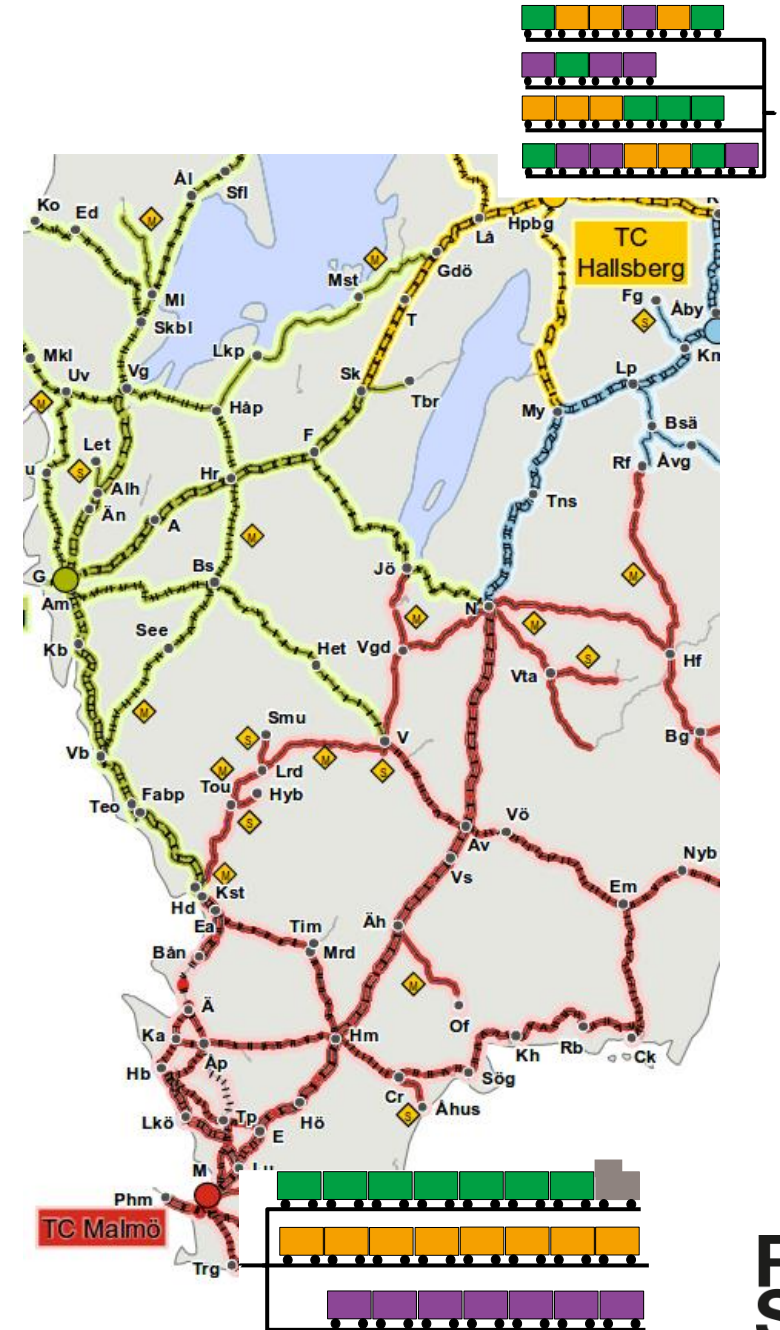 Ko
Ed
Ål
Sfl
M
Ml
Skbl
Mst
M
Gdö
Lå
Hpbg
TC
Hallsberg
T
Fg
S
Åby
Km
Mkl
Uv
Vg
Lkp
Håp
Sk
Tbr
My
Lp
Bsä
M
Let
S
Alh
Än
A
Hr
F
Rf
Åvg
Tns
M
G
Am
Bs
Jö
N
M
M
M
S
Kb
See
Het
Vgd
Vta
Hf
M
Vb
Smu
S
Lrd
M
V
S
Bg
M
Tou
Hyb
S
Teo
Fabp
Av
Vö
Vs
Nyb
M
Kst
Hd
Ea
Em
Tim
Mrd
Äh
Bån
M
Of
Ä
Ka
Åp
Hm
Kh
Rb
Ck
Hb
Sög
Cr
S
Åhus
Lkö
Tp
Hö
E
Lu
M
Phm
TC Malmö
Trg